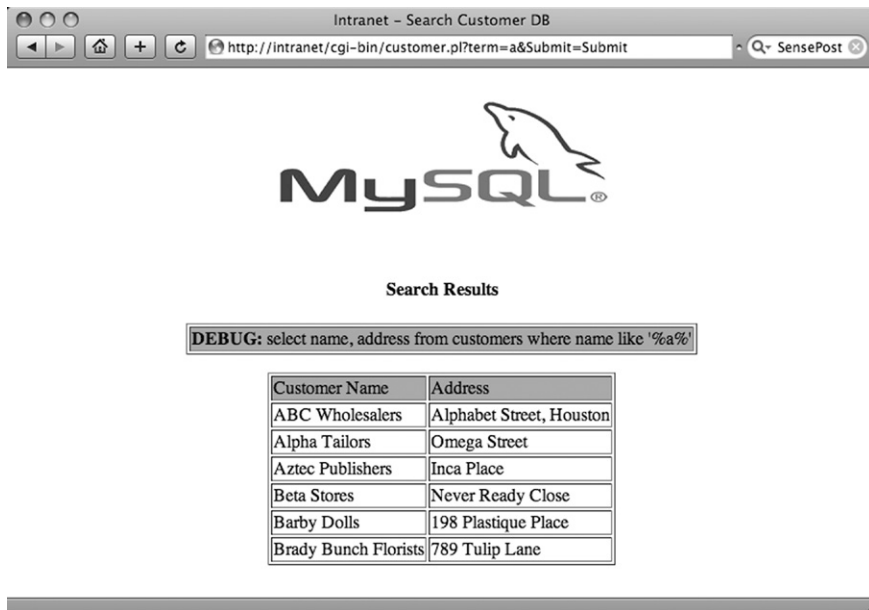 Intranet – Search Customer DB
http://intranet/cgi-bin/customer.pl?term=a&Submit=Submit
SensePost
MySQL®
Search Results
DEBUG: select name, address from customers where name like '%a%'
Customer Name Address
ABC Wholesalers Alphabet Street, Houston
Alpha Tailors Omega Street
Aztec Publishers Inca Place
Beta Stores Never Ready Close
Barby Dolls 198 Plastique Place
Brady Bunch Florists 789 Tulip Lane